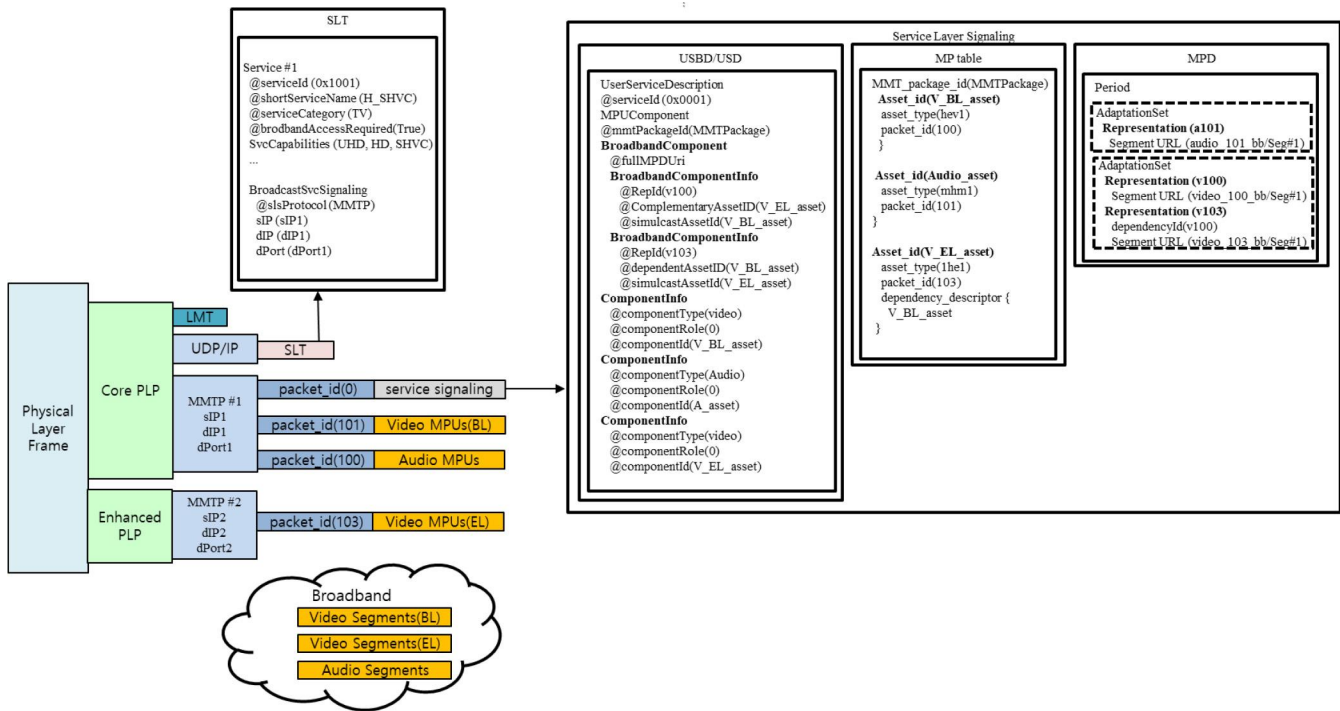 :
SLT
Service #1
@serviceId (0x1001)
@shortServiceName (H_SHVC)
@serviceCategory (TV)
@brodbandAccessRequired(True)
SvcCapabilities (UHD, HD, SHVC)
...
BroadcastSvcSignaling
@slsProtocol (MMTP)
sIP (sIP1)
dIP (dIP1)
dPort (dPort1)
Service Layer Signaling
USBD/USD
UserServiceDescription
@serviceId (0x0001)
MPUComponent
@mmtPackageId(MMTPackage)
BroadbandComponent
@fullMPDUri
BroadbandComponentInfo
@RepId(v100)
@ComplementaryAssetID(V_EL_asset)
@simulcastAssetId(V_BL_asset)
BroadbandComponentInfo
@RepId(v103)
@dependentAssetID(V_BL_asset)
@simulcastAssetId(V_EL_asset)
ComponentInfo
@componentType(video)
@componentRole(0)
@componentId(V_BL_asset)
ComponentInfo
@componentType(Audio)
@componentRole(0)
@componentId(A_asset)
ComponentInfo
@componentType(video)
@componentRole(0)
@componentId(V_EL_asset)
MP table
MMT_package_id(MMTPackage)
Asset_id(V_BL_asset)
asset_type(hev1)
packet_id(100)
}
Asset_id(Audio_asset)
asset_type(mhm1)
packet_id(101)
}
Asset_id(V_EL_asset)
asset_type(1he1)
packet_id(103)
dependency_descriptor {
V_BL_asset
}
MPD
Period
AdaptationSet
Representation (a101)
Segment URL (audio_101_bb/Seg#1)
AdaptationSet
Representation (v100)
Segment URL (video_100_bb/Seg#1)
Representation (v103)
dependencyId(v100)
Segment URL (video_103_bb/Seg#1)
Physical
Layer
Frame
Core PLP
LMT
UDP/IP
SLT
MMTP #1
sIP1
dIP1
dPort1
packet_id(0)
service signaling
packet_id(101)
Video MPUs(BL)
packet_id(100)
Audio MPUs
Enhanced
PLP
MMTP #2
sIP2
dIP2
dPort2
packet_id(103)
Video MPUs(EL)
Broadband
Video Segments(BL)
Video Segments(EL)
Audio Segments